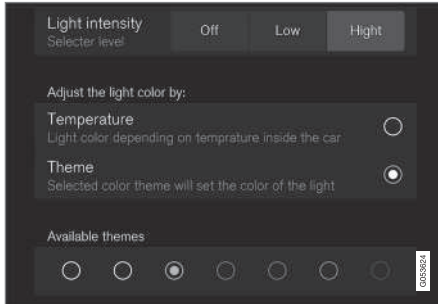 Light intensity
Selecter level
Off
Low
Hight
Adjust the light color by:
Temperature
Light color depending on temprature inside the car
Theme
Selected color theme will set the color of the light
Available themes
G053624